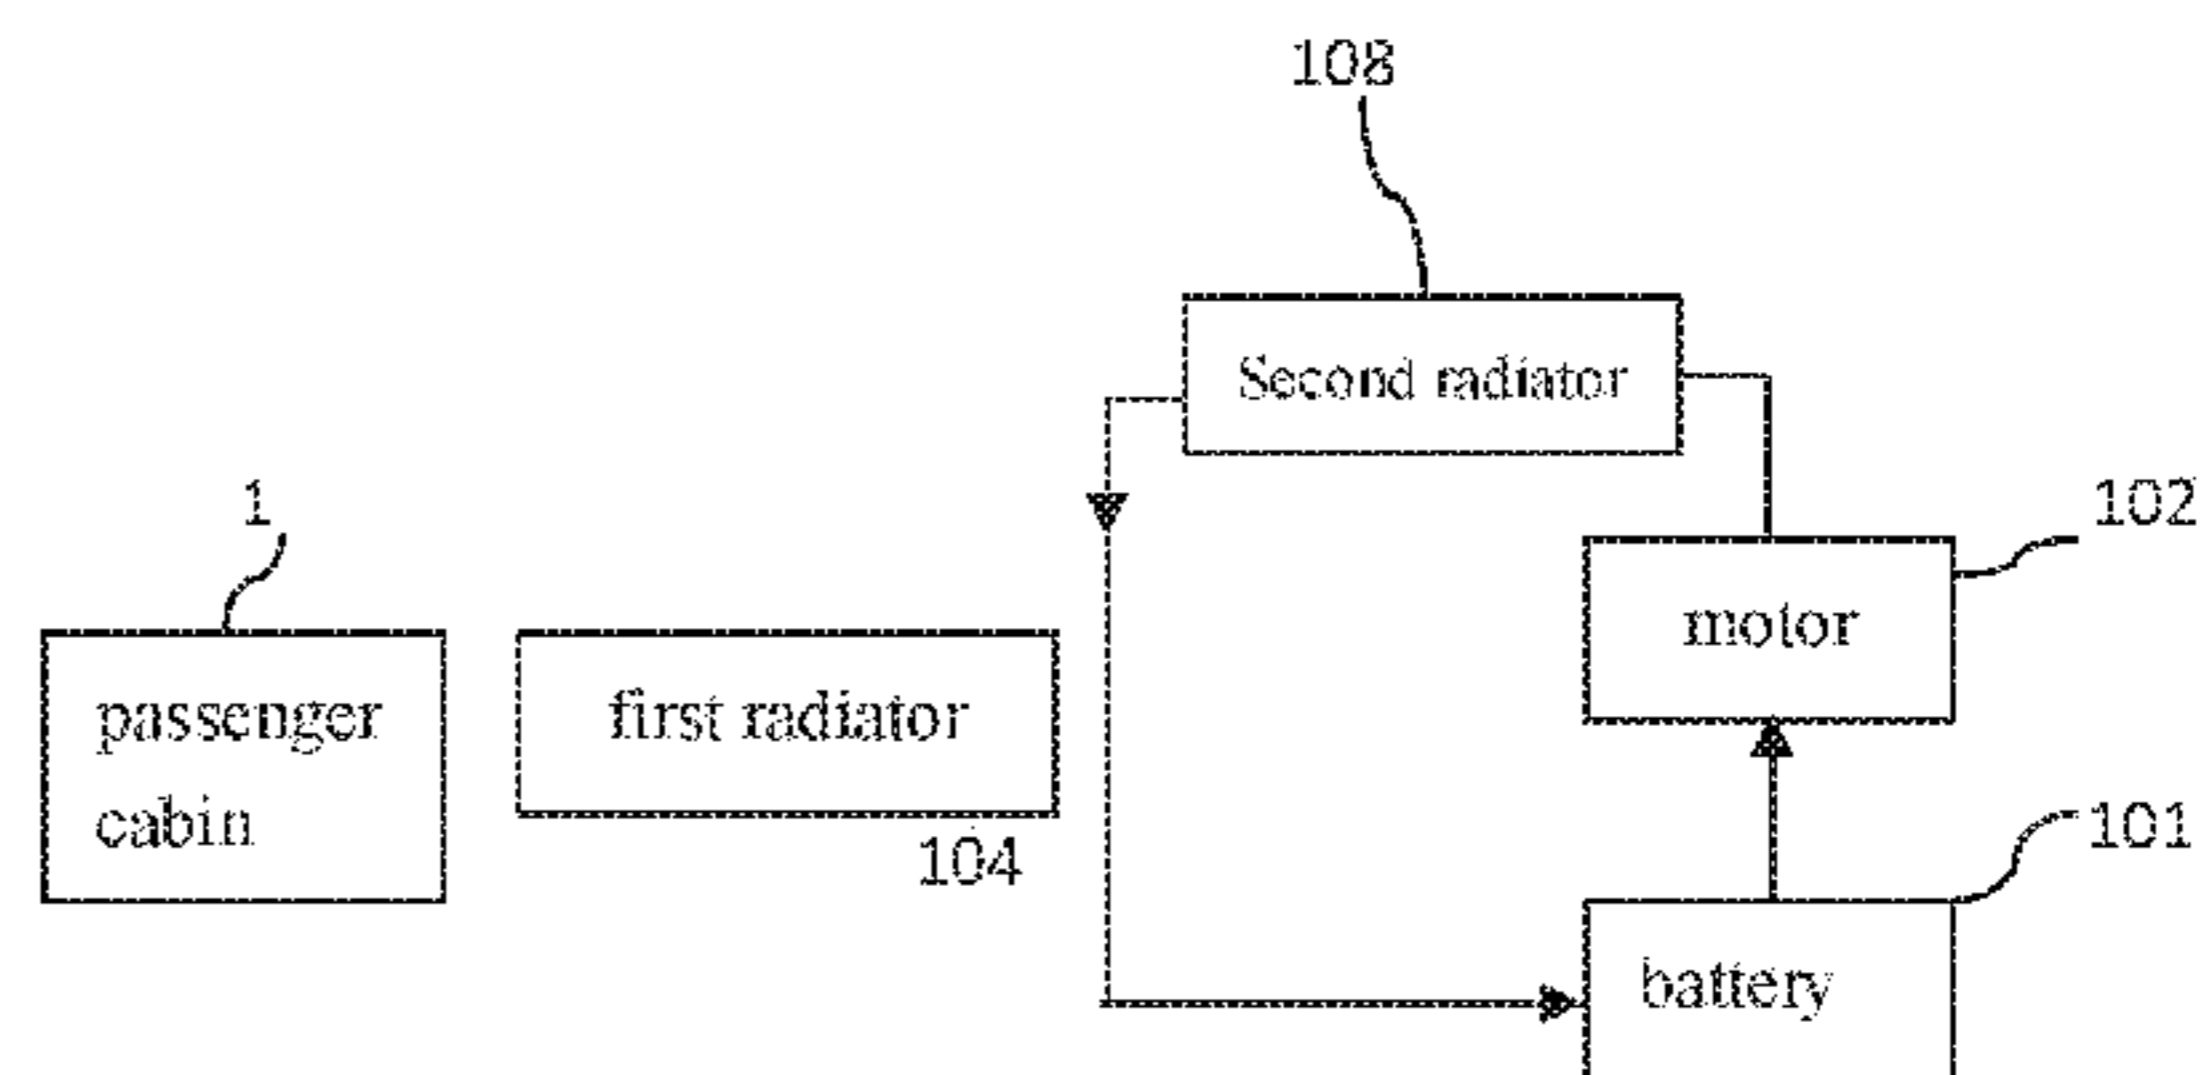 108
Second radiator
1
102
motor
passenger
cabin
first radiator
104
101
battery